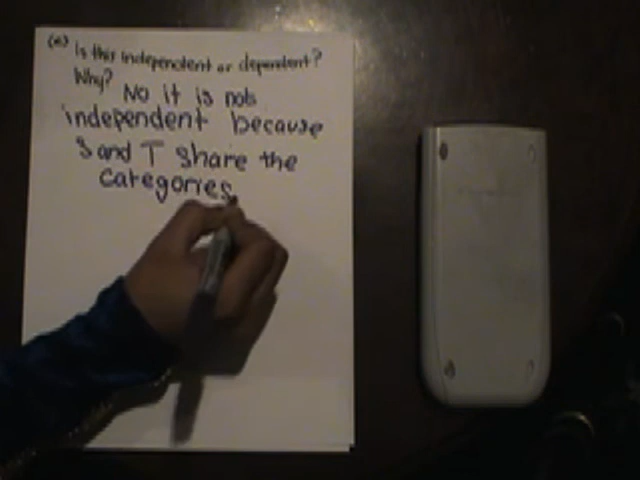 (e) Is this independent or dependent?
Why?
No it is not
independent because
S and T share the
categories